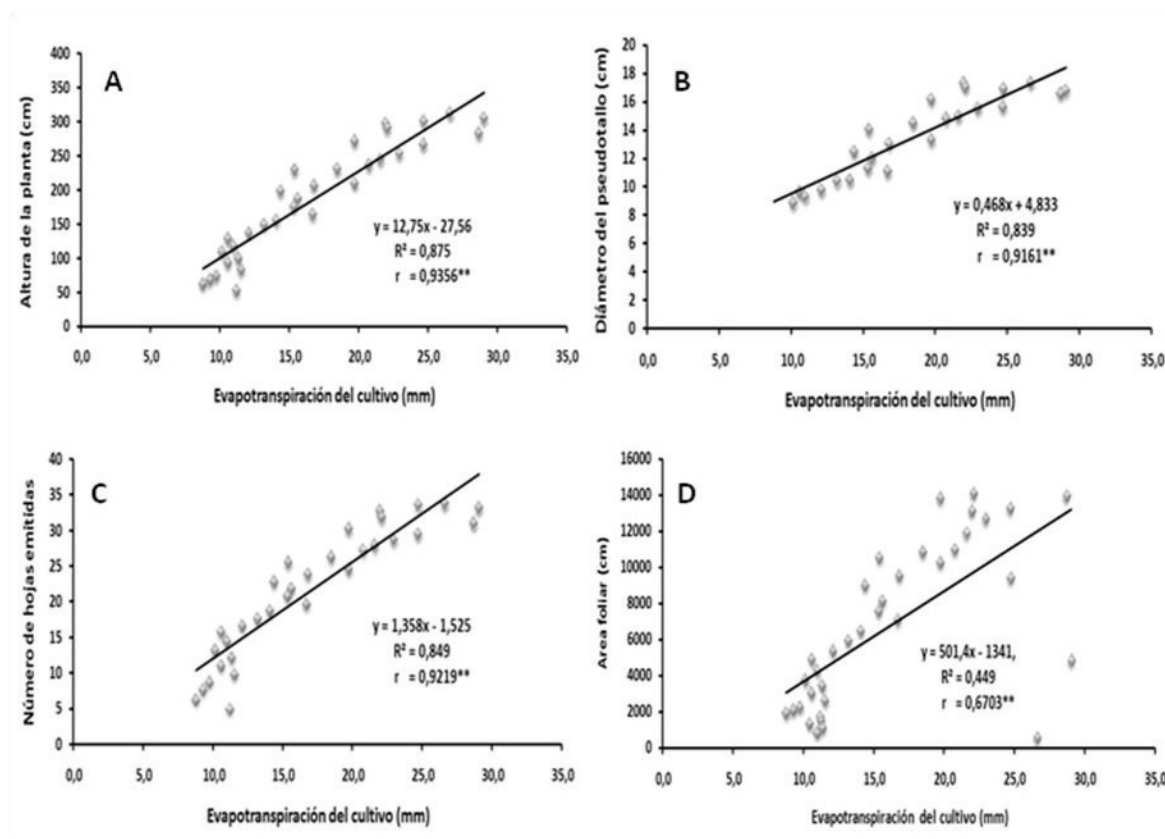 A
Altura de la planta (cm)
400
350
300
250
200
150
100
50
0
y = 12,75x - 27,56
R² = 0,875
r = 0,9356**
0,0 5,0 10,0 15,0 20,0 25,0 30,0 35,0
Evapotranspiración del cultivo (mm)
B
Diámetro del pseudotallo (cm)
20
18
16
14
12
10
8
6
4
2
0
y = 0,468x + 4,833
R² = 0,839
r = 0,9161**
0,0 5,0 10,0 15,0 20,0 25,0 30,0 35,0
Evapotranspiración del cultivo (mm)
C
Número de hojas emitidas
40
35
30
25
20
15
10
5
0
y = 1,358x - 1,525
R² = 0,849
r = 0,9219**
0,0 5,0 10,0 15,0 20,0 25,0 30,0 35,0
Evapotranspiración del cultivo (mm)
D
Area foliar (cm)
16000
14000
12000
10000
8000
6000
4000
2000
0
y = 501,4x - 1341,
R² = 0,449
r = 0,6703**
0,0 5,0 10,0 15,0 20,0 25,0 30,0 35,0
Evapotranspiración del cultivo (mm)